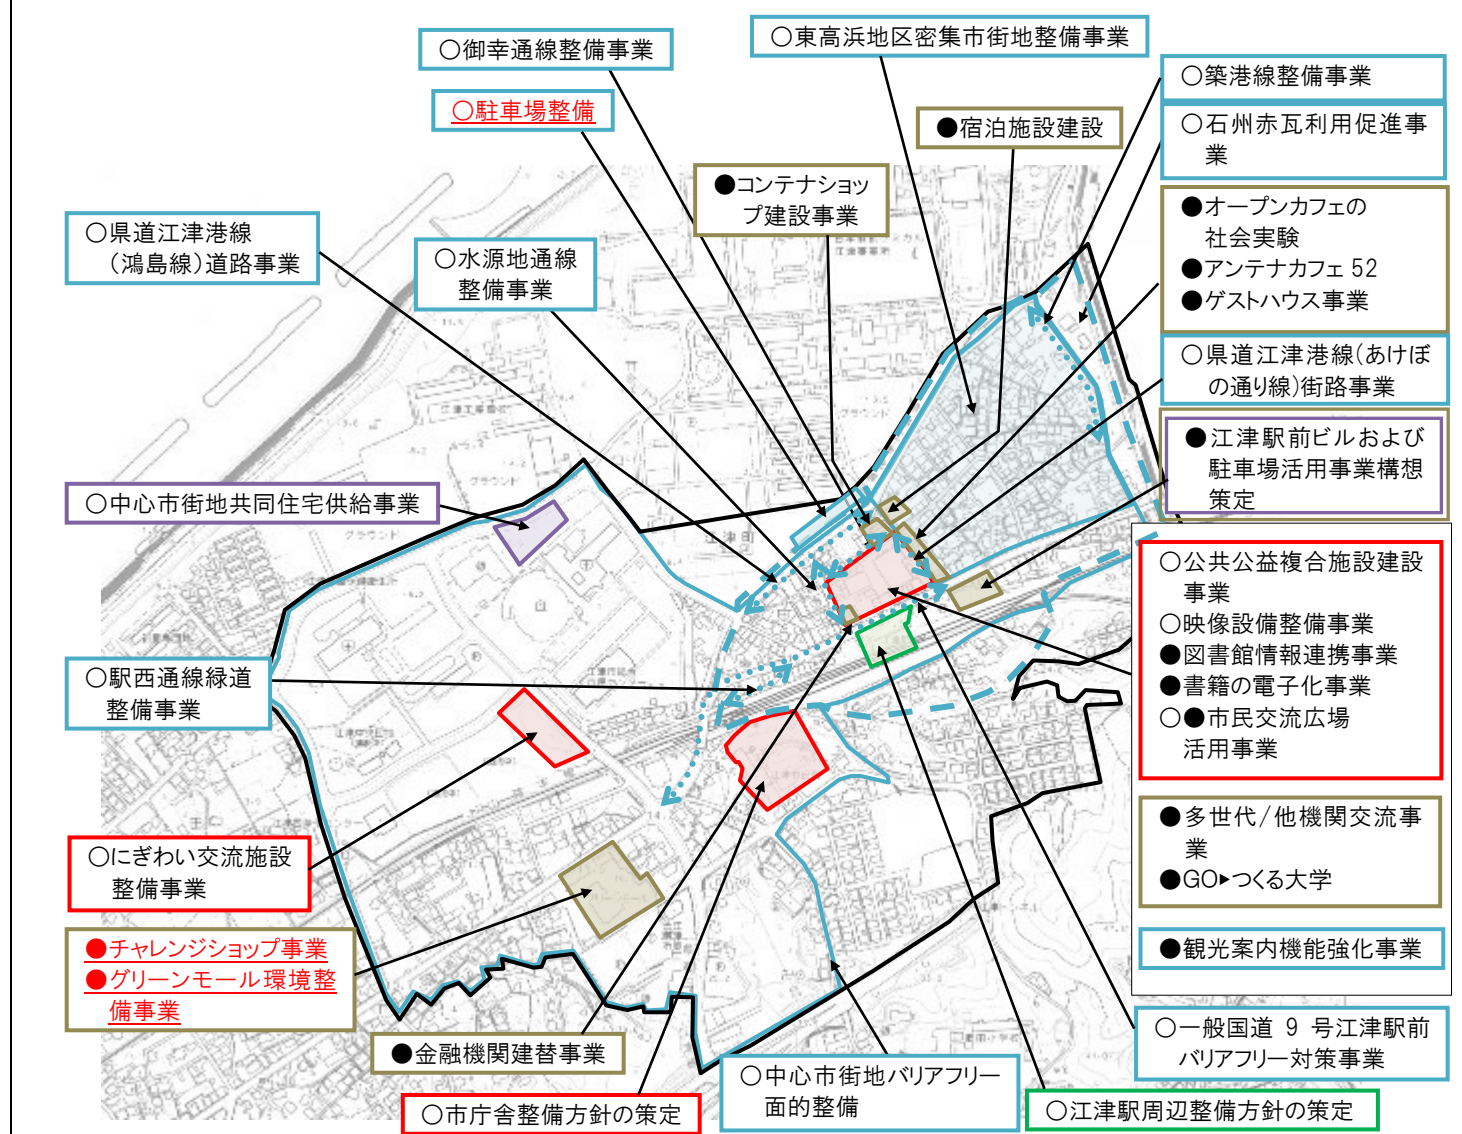 ○御幸通線整備事業
○東高浜地区密集市街地整備事業
○築港線整備事業
○駐車場整備
●宿泊施設建設
○石州赤瓦利用促進事
業
●コンテナショッ
プ建設事業
●オープンカフェの
社会実験
●アンテナカフェ 52
●ゲストハウス事業
○県道江津港線
（鴻島線）道路事業
○水源地通線
整備事業
○県道江津港線(あけぼ
の通り線)街路事業
●江津駅前ビルおよび
駐車場活用事業構想
策定
○中心市街地共同住宅供給事業
江津町
グラウンド
グラウンド
グラウンド
○公共公益複合施設建設
事業
○映像設備整備事業
●図書館情報連携事業
●書籍の電子化事業
○●市民交流広場
活用事業
○駅西通線緑道
整備事業
●多世代/他機関交流事
業
●GO▶つくる大学
○にぎわい交流施設
整備事業
●チャレンジショップ事業
●グリーンモール環境整
備事業
●観光案内機能強化事業
●金融機関建替事業
○一般国道 9 号江津駅前
バリアフリー対策事業
○中心市街地バリアフリー
面的整備
○市庁舎整備方針の策定
○江津駅周辺整備方針の策定